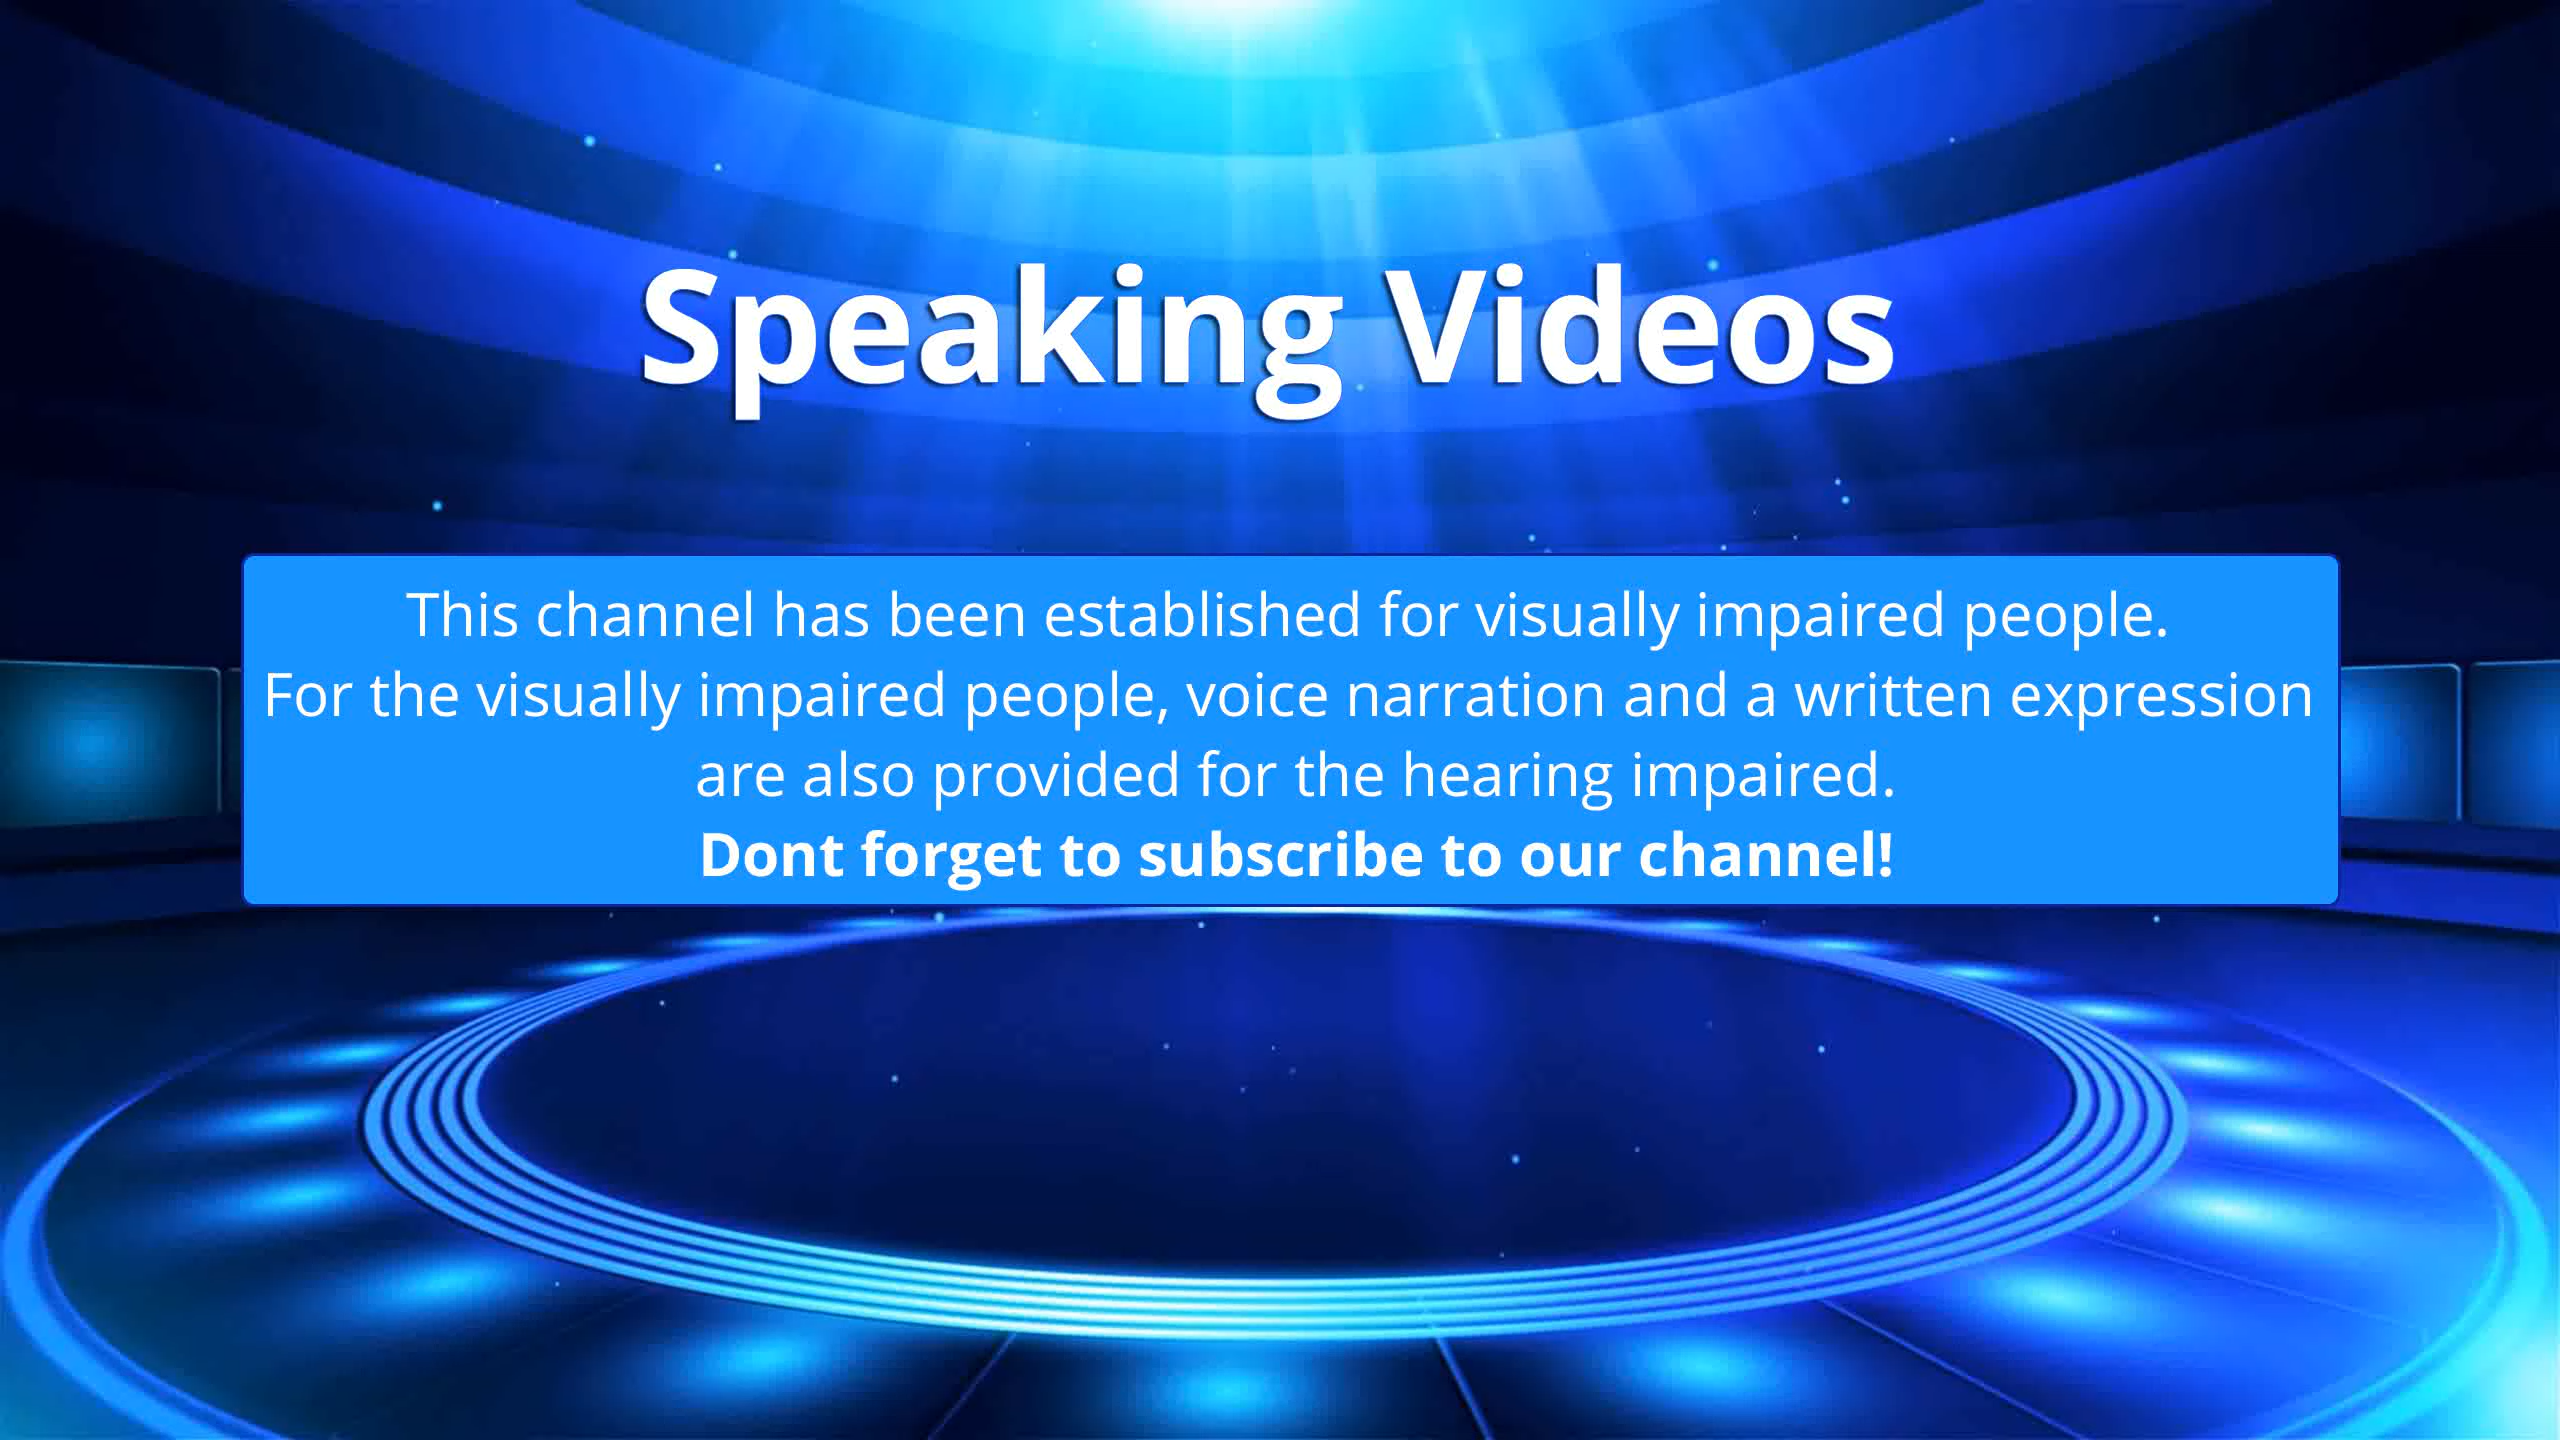 Speaking Videos
This channel has been established for visually impaired people.
For the visually impaired people, voice narration and a written expression
are also provided for the hearing impaired.
Dont forget to subscribe to our channel!